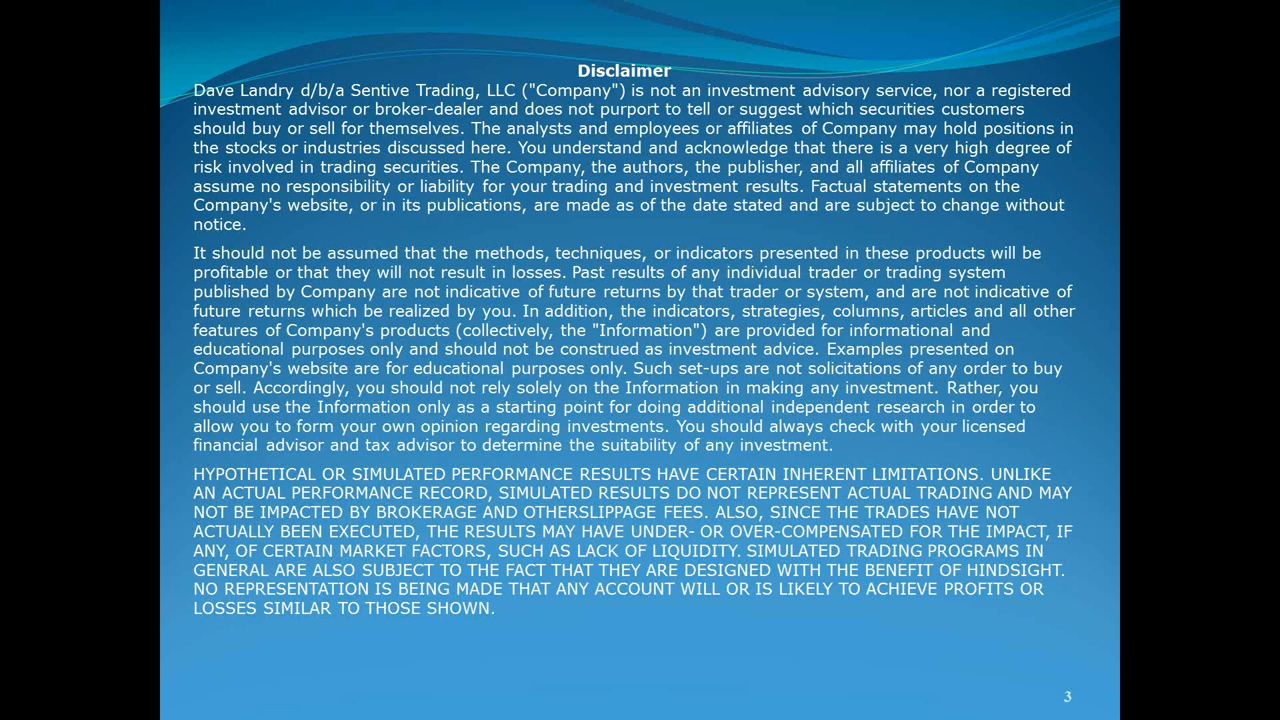 Disclaimer
Dave Landry d/b/a Sentive Trading, LLC ("Company") is not an investment advisory service, nor a registered
investment advisor or broker-dealer and does not purport to tell or suggest which securities customers
should buy or sell for themselves. The analysts and employees or affiliates of Company may hold positions in
the stocks or industries discussed here. You understand and acknowledge that there is a very high degree of
risk involved in trading securities. The Company, the authors, the publisher, and all affiliates of Company
assume no responsibility or liability for your trading and investment results. Factual statements on the
Company's website, or in its publications, are made as of the date stated and are subject to change without
notice.
It should not be assumed that the methods, techniques, or indicators presented in these products will be
profitable or that they will not result in losses. Past results of any individual trader or trading system
published by Company are not indicative of future returns by that trader or system, and are not indicative of
future returns which be realized by you. In addition, the indicators, strategies, columns, articles and all other
features of Company's products (collectively, the "Information") are provided for informational and
educational purposes only and should not be construed as investment advice. Examples presented on
Company's website are for educational purposes only. Such set-ups are not solicitations of any order to buy
or sell. Accordingly, you should not rely solely on the Information in making any investment. Rather, you
should use the Information only as a starting point for doing additional independent research in order to
allow you to form your own opinion regarding investments. You should always check with your licensed
financial advisor and tax advisor to determine the suitability of any investment.
HYPOTHETICAL OR SIMULATED PERFORMANCE RESULTS HAVE CERTAIN INHERENT LIMITATIONS. UNLIKE
AN ACTUAL PERFORMANCE RECORD, SIMULATED RESULTS DO NOT REPRESENT ACTUAL TRADING AND MAY
NOT BE IMPACTED BY BROKERAGE AND OTHERSLIPPAGE FEES. ALSO, SINCE THE TRADES HAVE NOT
ACTUALLY BEEN EXECUTED, THE RESULTS MAY HAVE UNDER- OR OVER-COMPENSATED FOR THE IMPACT, IF
ANY, OF CERTAIN MARKET FACTORS, SUCH AS LACK OF LIQUIDITY. SIMULATED TRADING PROGRAMS IN
GENERAL ARE ALSO SUBJECT TO THE FACT THAT THEY ARE DESIGNED WITH THE BENEFIT OF HINDSIGHT.
NO REPRESENTATION IS BEING MADE THAT ANY ACCOUNT WILL OR IS LIKELY TO ACHIEVE PROFITS OR
LOSSES SIMILAR TO THOSE SHOWN.
3